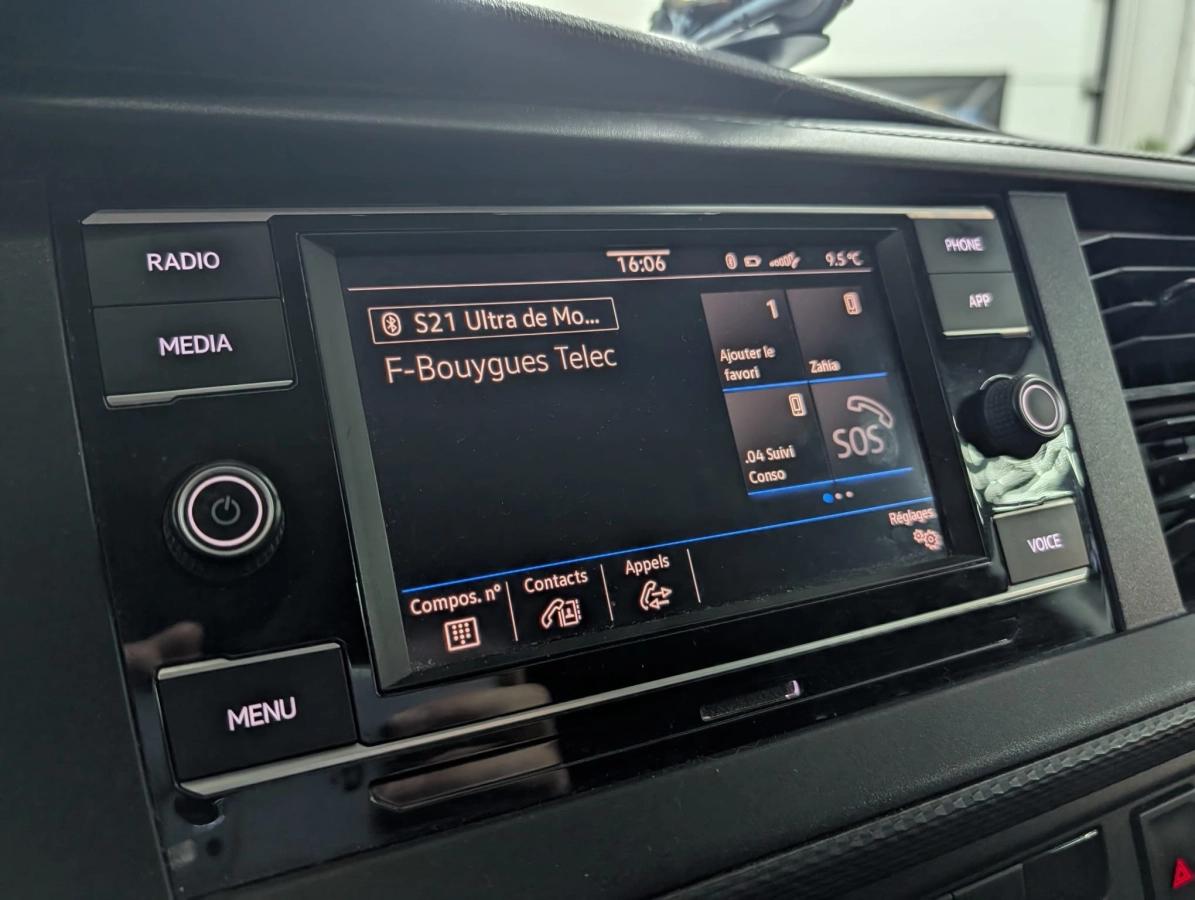 RADIO
MEDIA
MENU
16:06
9.5°C
S21 Ultra de Mo...
F-Bouygues Telec
1
Ajouter le
favori
Zahia
.04 Suivi
Conso
SOS
Réglages
Compos. n°
Contacts
Appels
PHONE
APP
VOICE